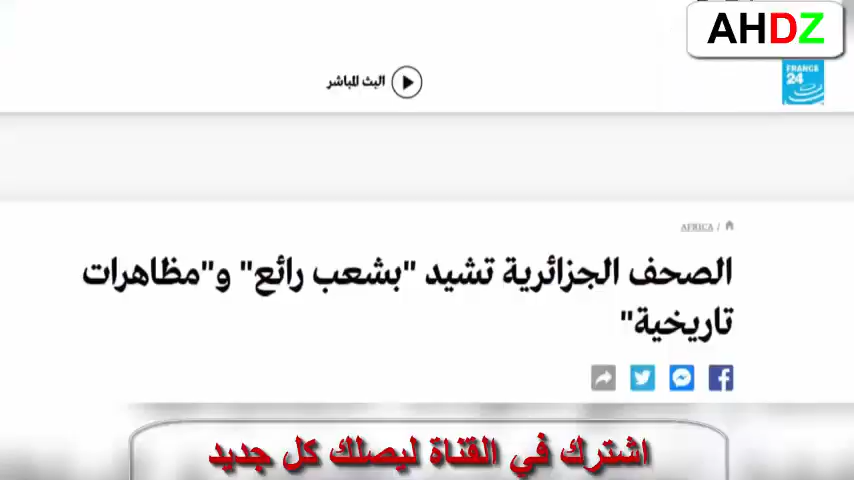 AHDZ
FRANCE
24
البث المباشر
AFRICA /
الصحف الجزائرية تشيد "بشعب رائع" و"مظاهرات
تاريخية"
اشترك في القناة ليصلك كل جديد